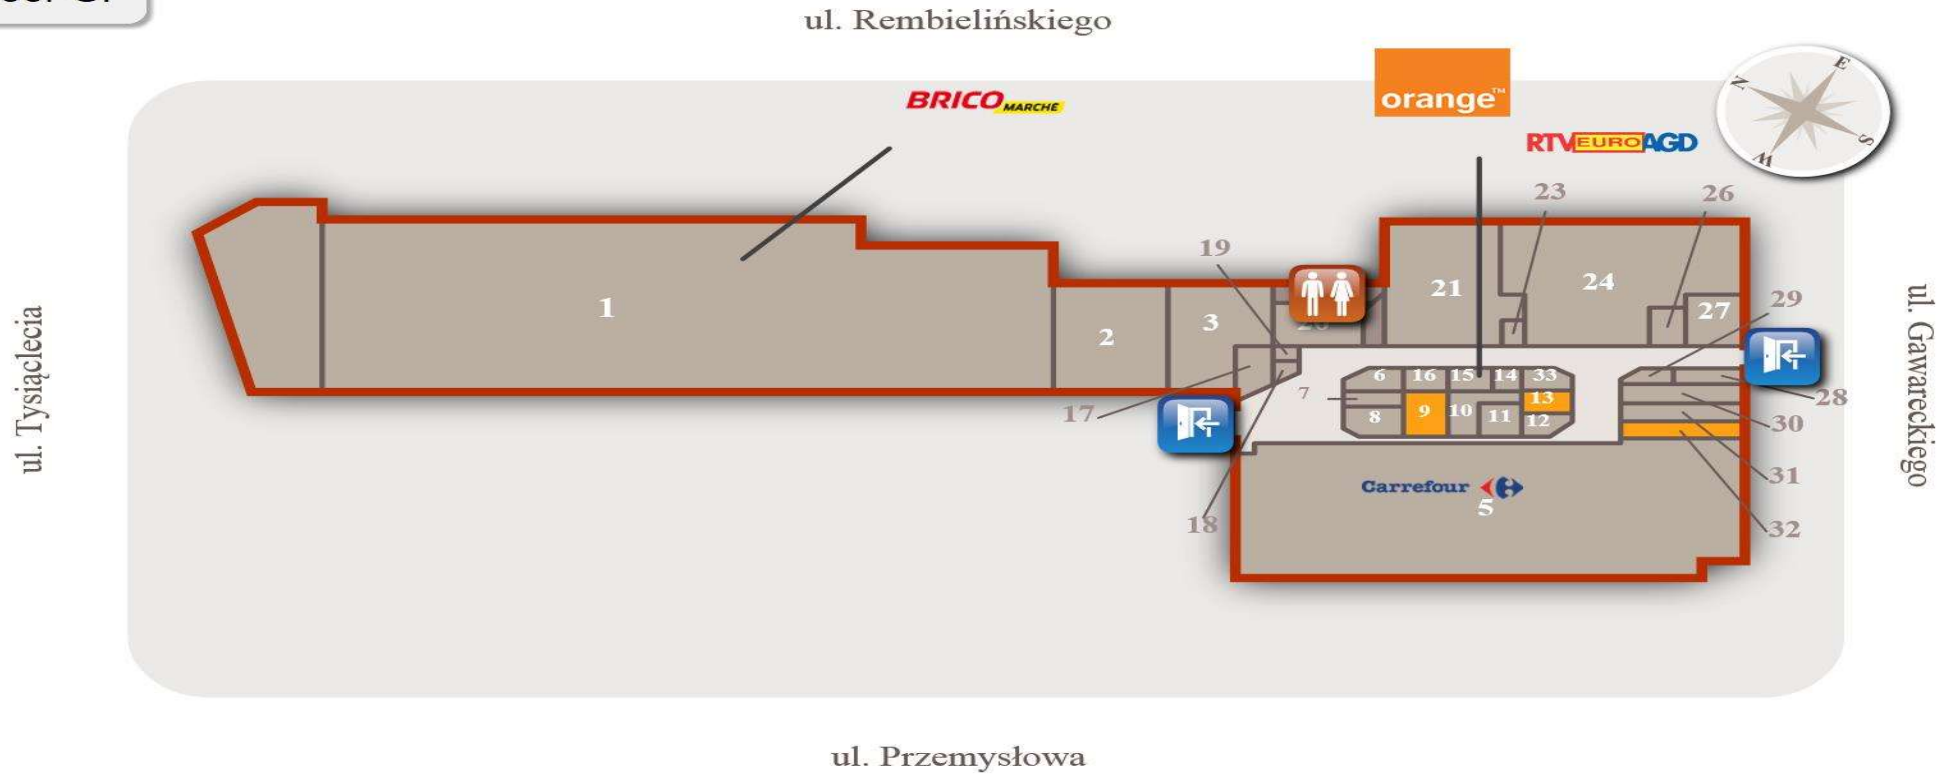 ul. Rembielińskiego
BRICO MARCHE
orange™
RTV EURO AGD
N
E
S
W
23
26
19
21
24
29
27
1
2
3
20
6
16
15
14
33
7
13
28
17
8
9
10
11
12
30
Carrefour
5
31
18
32
ul. Tysiąclecia
ul. Gawareckiego
ul. Przemysłowa